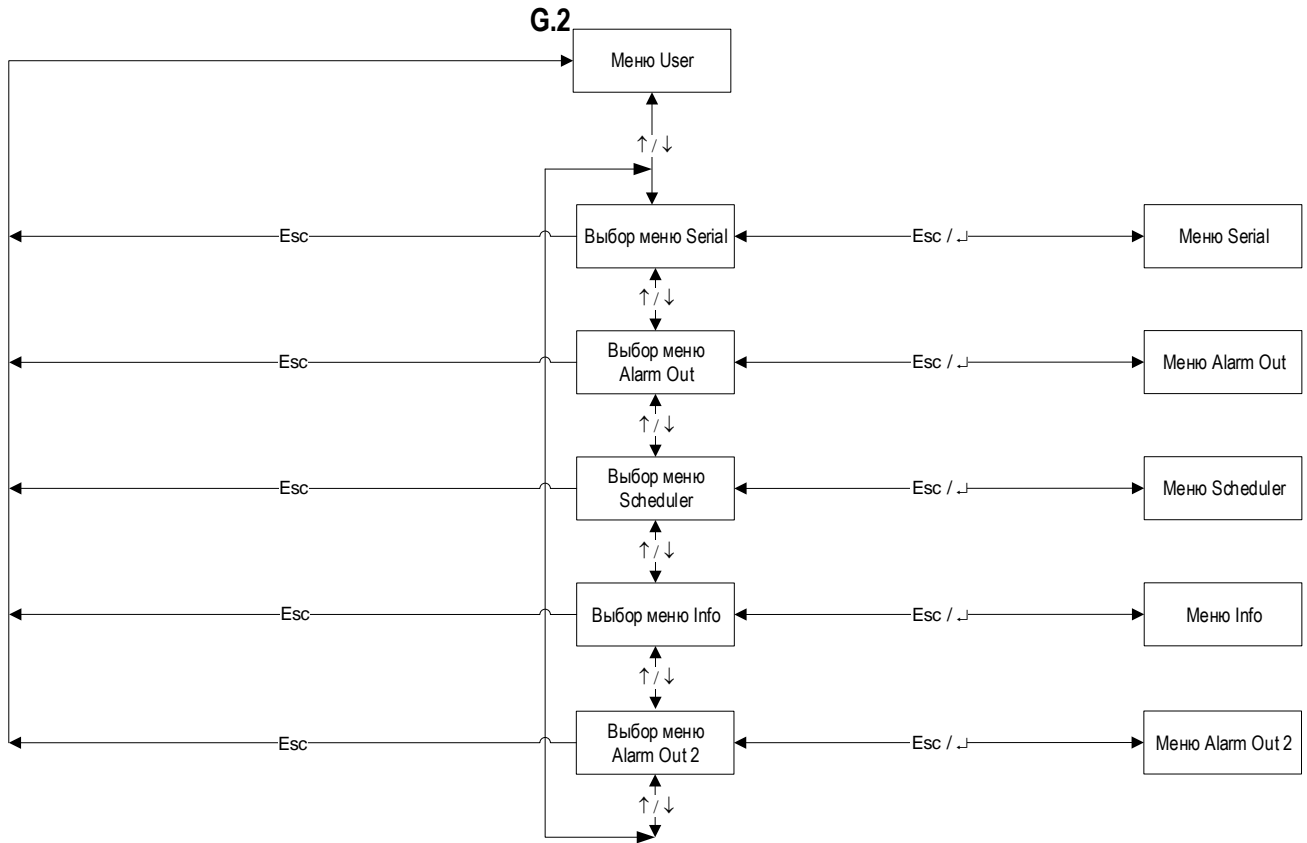 G.2
Меню User
↑ / ↓
Esc
Выбор меню Serial
Esc / ↵
Меню Serial
↑ / ↓
Esc
Выбор меню
Alarm Out
Esc / ↵
Меню Alarm Out
↑ / ↓
Esc
Выбор меню
Scheduler
Esc / ↵
Меню Scheduler
↑ / ↓
Esc
Выбор меню Info
Esc / ↵
Меню Info
↑ / ↓
Esc
Выбор меню
Alarm Out 2
Esc / ↵
Меню Alarm Out 2
↑ / ↓